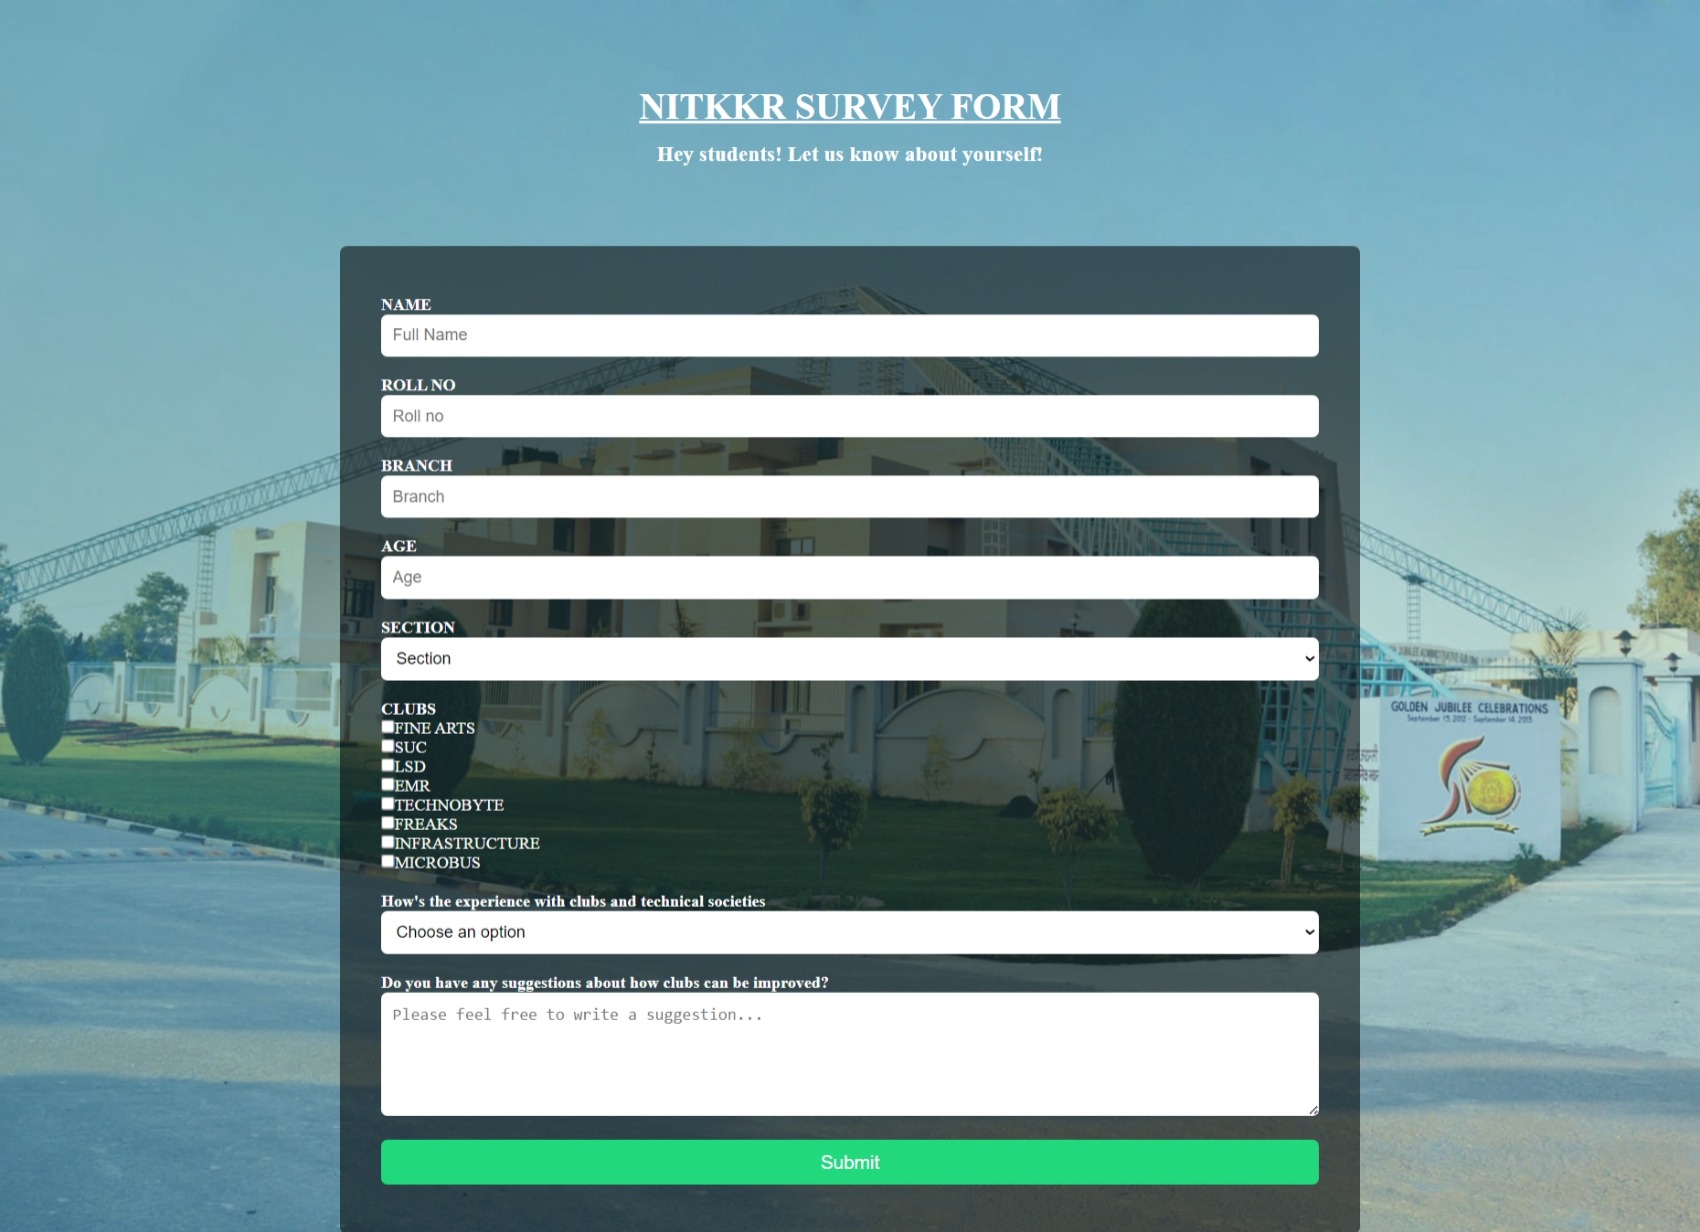 NITKKR SURVEY FORM
Hey students! Let us know about yourself!
NAME
Full Name
ROLL NO
Roll no
BRANCH
Branch
AGE
Age
SECTION
Section
CLUBS
FINE ARTS
SUC
LSD
EMR
TECHNOBYTE
FREAKS
INFRASTRUCTURE
MICROBUS
How's the experience with clubs and technical societies
Choose an option
Do you have any suggestions about how clubs can be improved?
Please feel free to write a suggestion...
Submit
GOLDEN JUBILEE CELEBRATIONS
September 15, 2012 - September 14, 2013